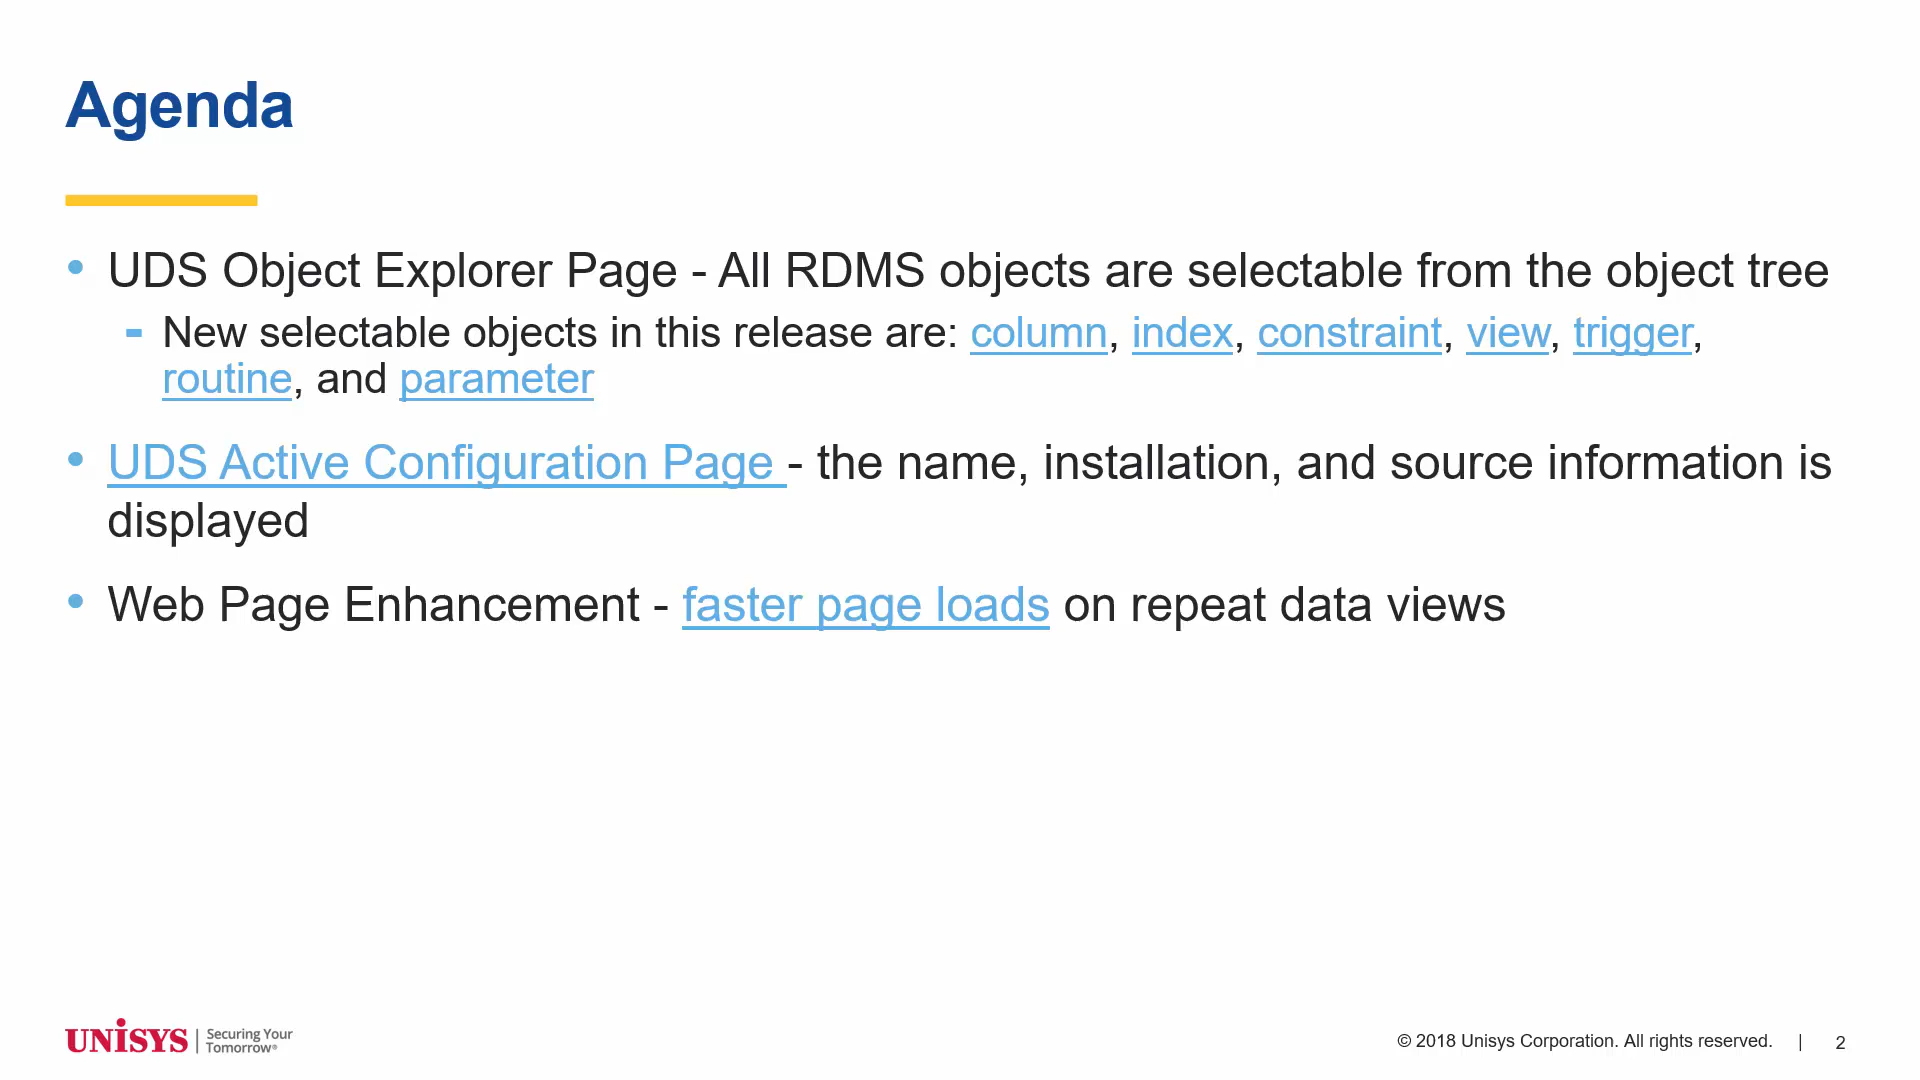 Agenda
• UDS Object Explorer Page - All RDMS objects are selectable from the object tree
- New selectable objects in this release are: column, index, constraint, view, trigger,
routine, and parameter
• UDS Active Configuration Page - the name, installation, and source information is
displayed
• Web Page Enhancement - faster page loads on repeat data views
UNiSYS | Securing Your
Tomorrow®
© 2018 Unisys Corporation. All rights reserved. | 2